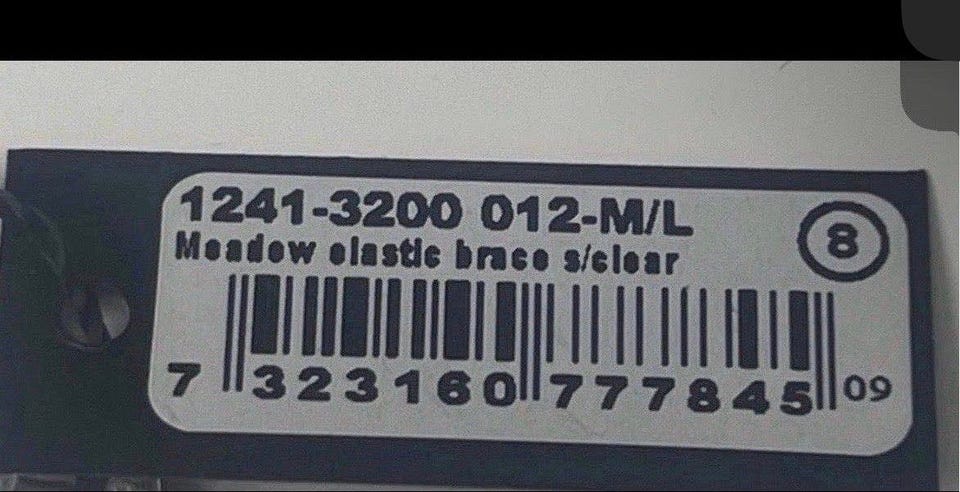 1241-3200 012-M/L
8
Meadow elastic brace s/clear
7 323160 777845 09